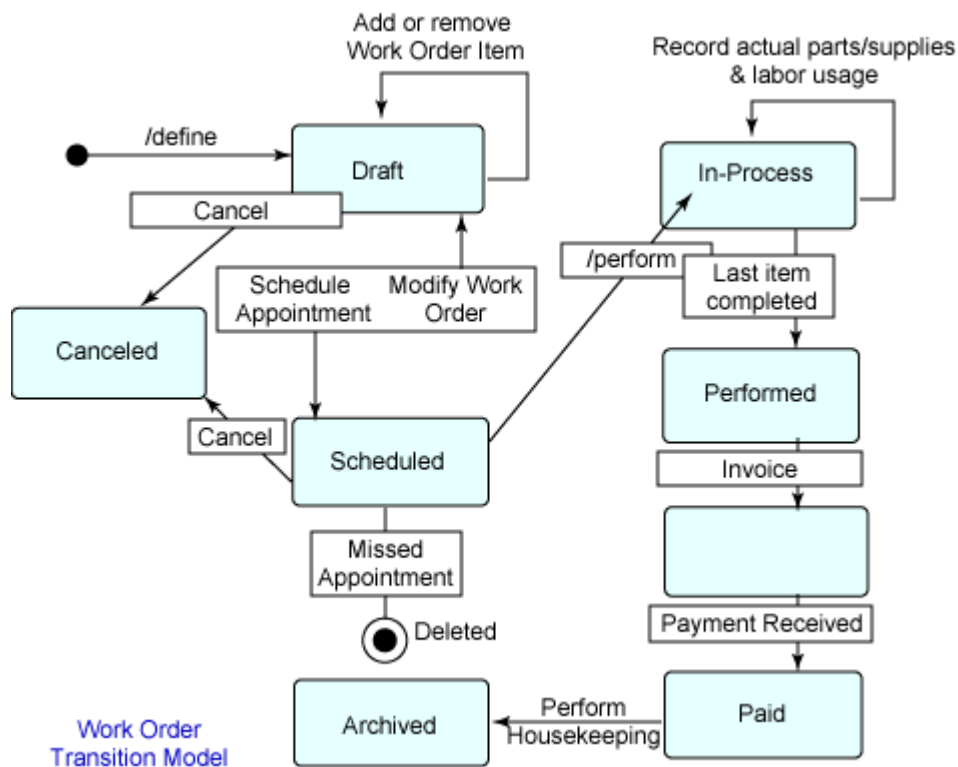 Add or remove
Work Order Item
Record actual parts/supplies
& labor usage
/define
Draft
In-Process
Cancel
/perform
Schedule
Appointment
Modify Work
Order
Last item
completed
Canceled
Performed
Cancel
Scheduled
Invoice
Missed
Appointment
Deleted
Payment Received
Archived
Perform
Housekeeping
Paid
Work Order
Transition Model